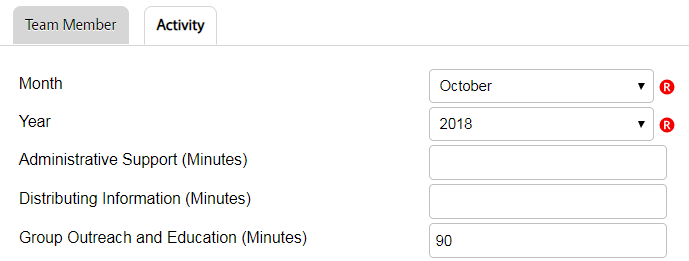 Team Member Activity
Month October R
Year 2018 R
Administrative Support (Minutes)
Distributing Information (Minutes)
Group Outreach and Education (Minutes) 90